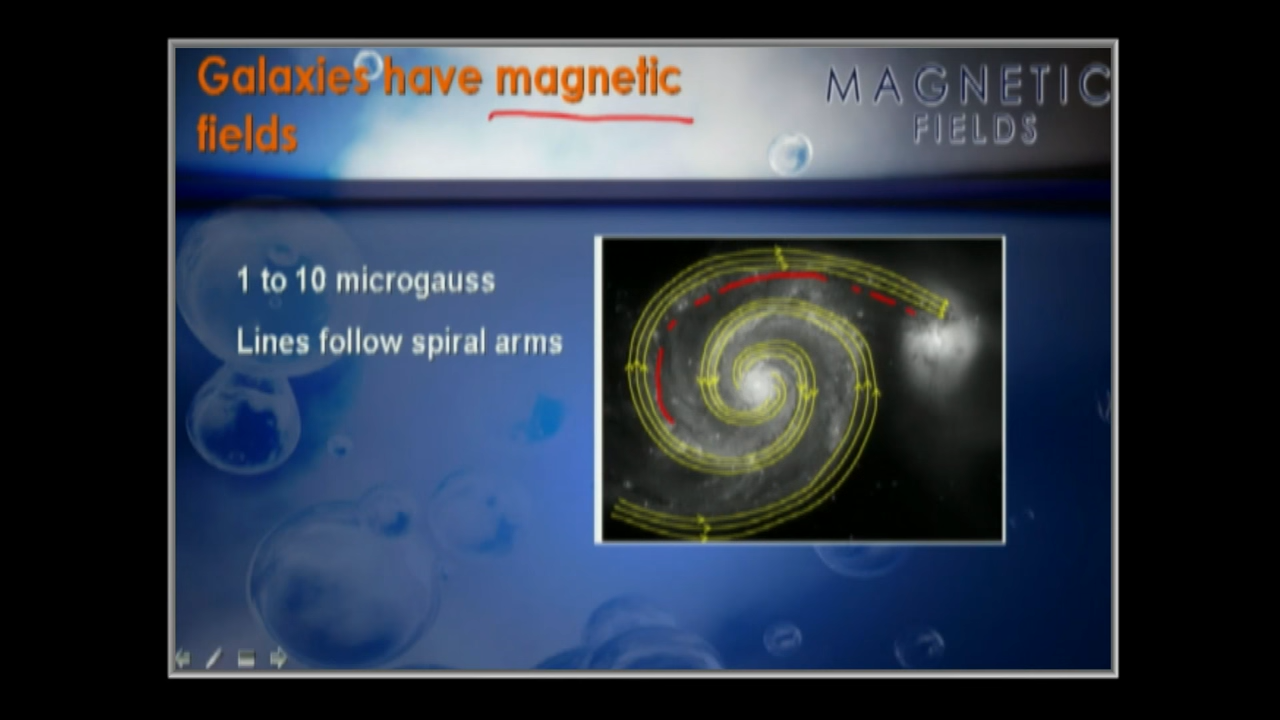 Galaxies have magnetic
fields
MAGNETIC
FIELDS
1 to 10 microgauss
Lines follow spiral arms